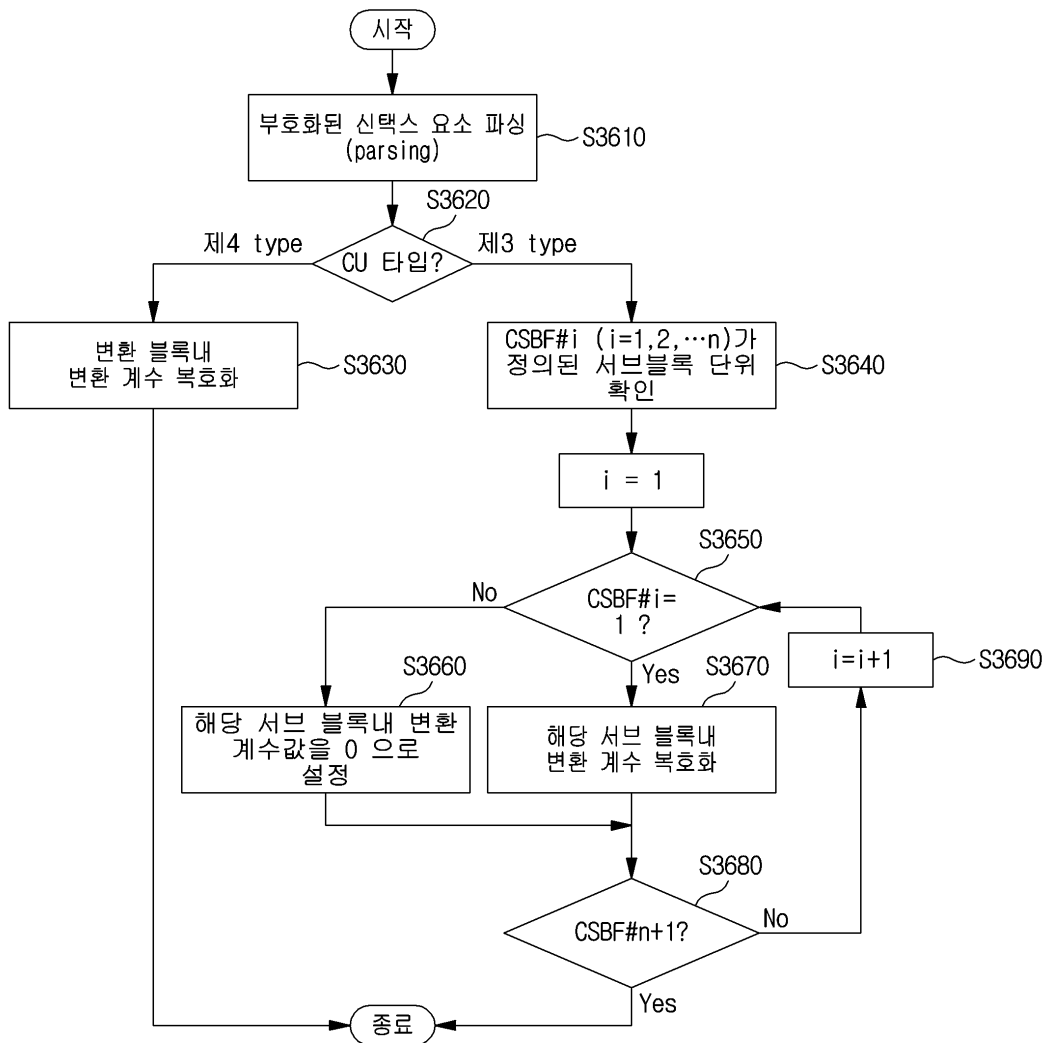 시작
부호화된 신택스 요소 파싱
(parsing)
S3610
S3620
제4 type
CU 타입?
제3 type
변환 블록내
변환 계수 복호화
S3630
CSBF#i (i=1,2,…n)가
정의된 서브블록 단위
확인
S3640
i = 1
S3650
No
CSBF#i=
1 ?
Yes
i=i+1
S3690
S3660
해당 서브 블록내 변환
계수값을 0 으로
설정
S3670
해당 서브 블록내
변환 계수 복호화
S3680
CSBF#n+1?
No
Yes
종료